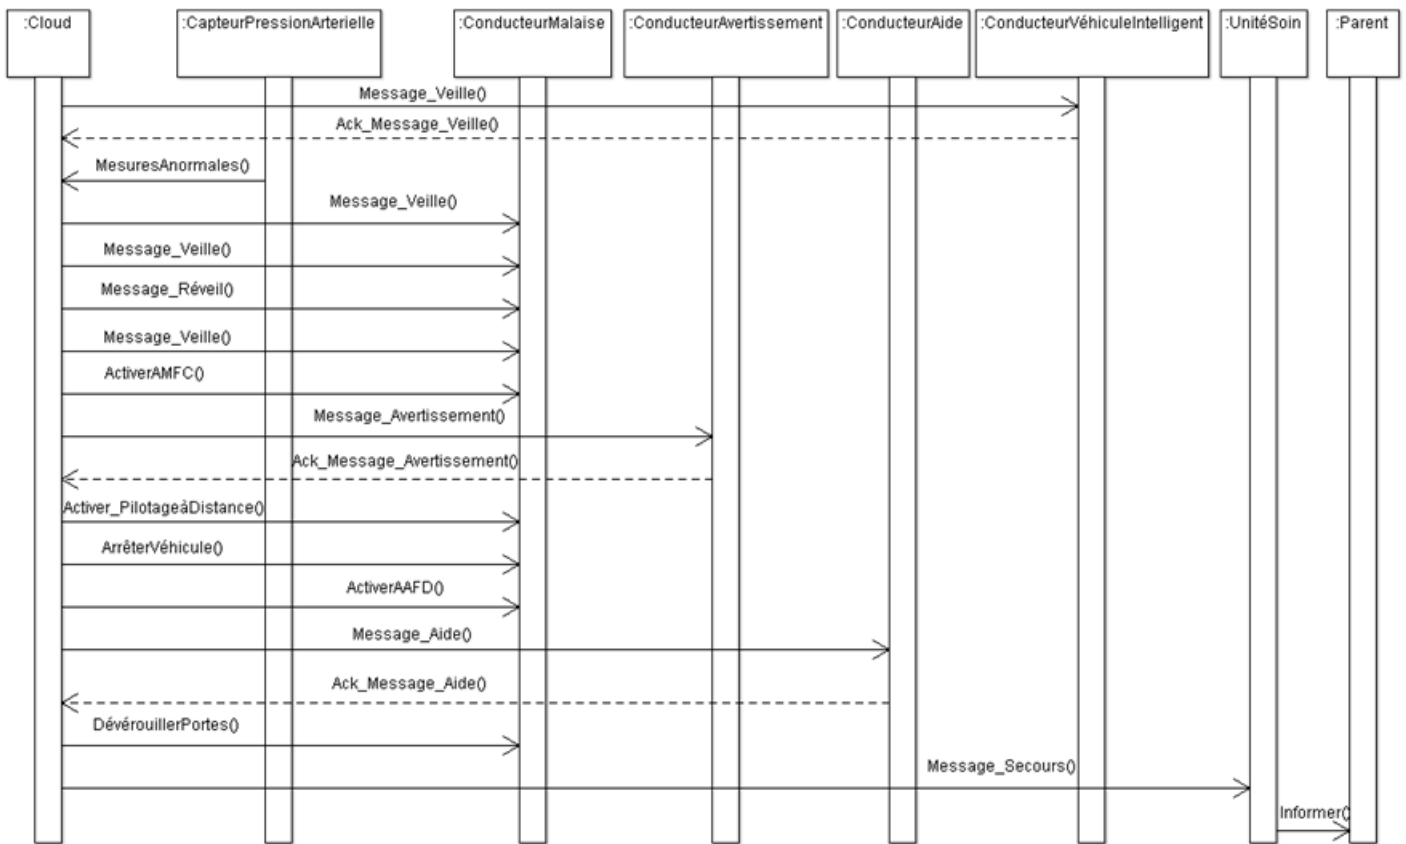 :Cloud
:CapteurPressionArterielle
:ConducteurMalaise
:ConducteurAvertissement
:ConducteurAide
:ConducteurVéhiculeIntelligent
:UnitéSoin
:Parent
Message_Veille()
Ack_Message_Veille()
MesuresAnormales()
Message_Veille()
Message_Veille()
Message_Réveil()
Message_Veille()
ActiverAMFC()
Message_Avertissement()
Ack_Message_Avertissement()
Activer_PilotageàDistance()
ArrêterVéhicule()
ActiverAAFD()
Message_Aide()
Ack_Message_Aide()
DévérouillerPortes()
Message_Secours()
Informer()